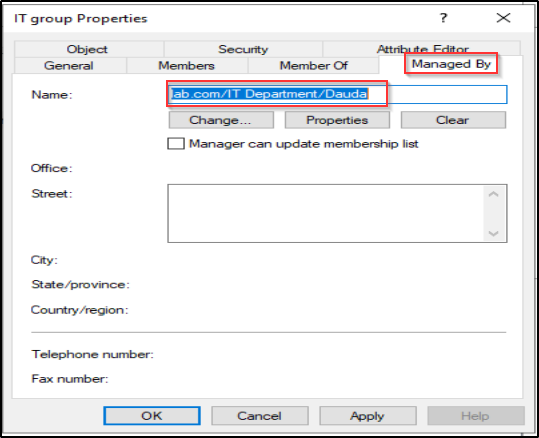 IT group Properties
? 
Object Security Attribute Editor
General Members Member Of Managed By
Name: lab.com/IT Department/Dauda
Change... Properties Clear
Manager can update membership list
Office:
Street:
City:
State/province:
Country/region:
Telephone number:
Fax number:
OK Cancel Apply Help